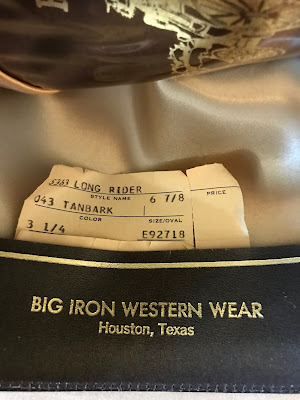 LONG RIDER 6 7/8
STYLE NAME PRICE
043 TANBARK
COLOR SIZE/OVAL
3 1/4 E92718
BIG IRON WESTERN WEAR
Houston, Texas